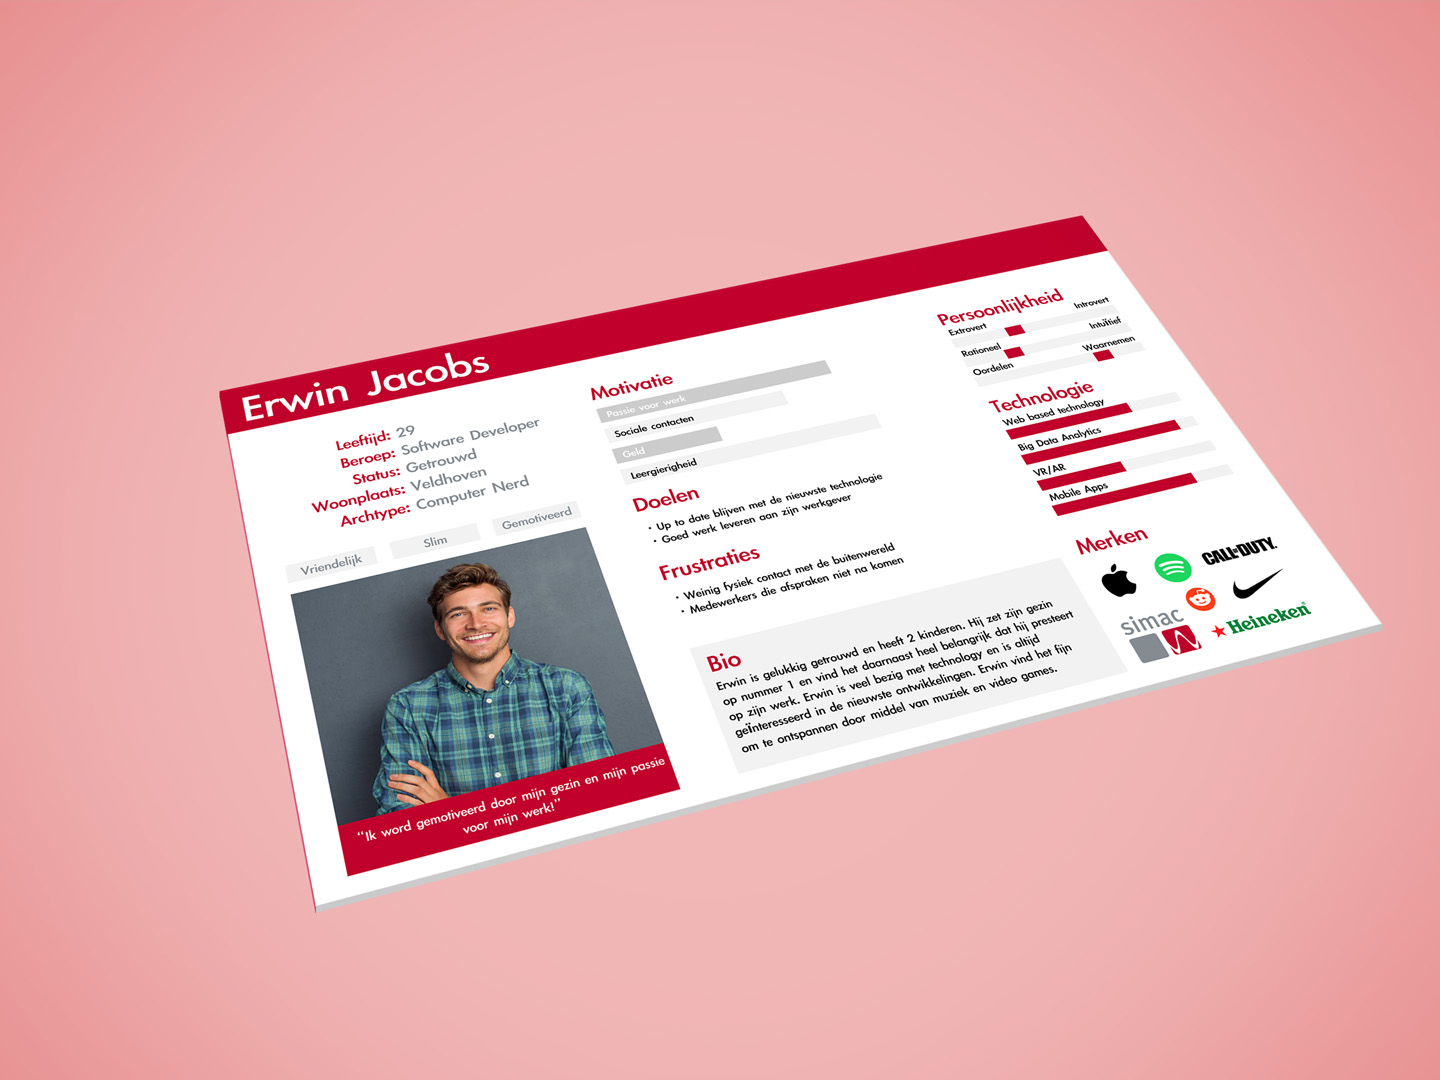 Erwin Jacobs
Leeftijd: 29
Beroep: Software Developer
Status: Getrouwd
Woonplaats: Veldhoven
Archtype: Computer Nerd
Vriendelijk
Slim
Gemotiveerd
“Ik word gemotiveerd door mijn gezin en mijn passie
voor mijn werk!”
Motivatie
Passie voor werk
Sociale contacten
Geld
Leergierigheid
Doelen
· Up to date blijven met de nieuwste technologie
· Goed werk leveren aan zijn werkgever
Frustraties
· Weinig fysiek contact met de buitenwereld
· Medewerkers die afspraken niet na komen
Bio
Erwin is gelukkig getrouwd en heeft 2 kinderen. Hij zet zijn gezin
op nummer 1 en vind het daarnaast heel belangrijk dat hij presteert
op zijn werk. Erwin is veel bezig met technology en is altijd
geïnteresseerd in de nieuwste ontwikkelingen. Erwin vind het fijn
om te ontspannen door middel van muziek en video games.
Persoonlijkheid
Extrovert Introvert
Rationeel Intuïtief
Oordelen Waarnemen
Technologie
Web based technology
Big Data Analytics
VR/AR
Mobile Apps
Merken
CALL OF DUTY
simac
Heineken